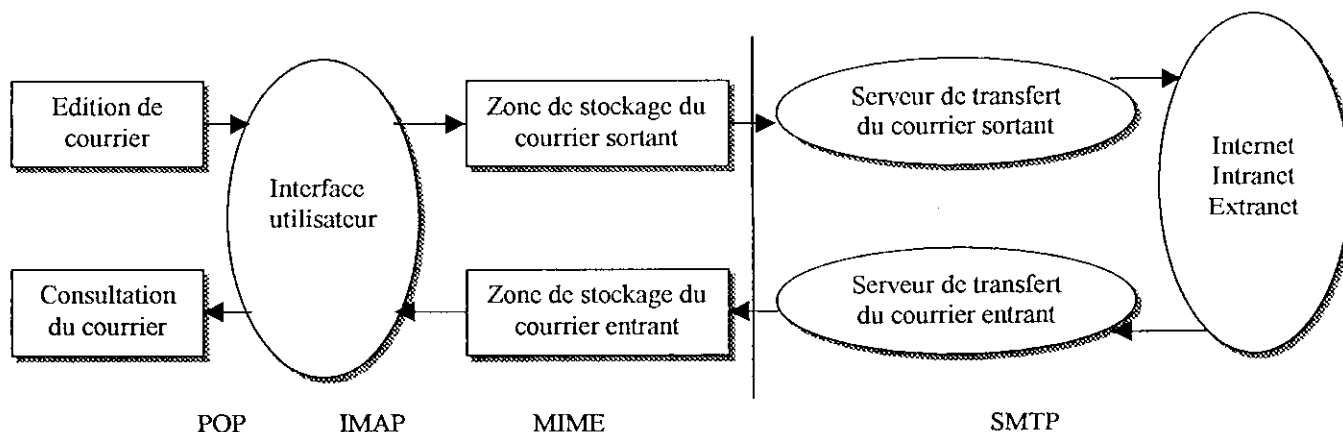 Edition de
courrier
Interface
utilisateur
Zone de stockage du
courrier sortant
Serveur de transfert
du courrier sortant
Internet
Intranet
Extranet
Consultation
du courrier
Zone de stockage du
courrier entrant
Serveur de transfert
du courrier entrant
POP
IMAP
MIME
SMTP